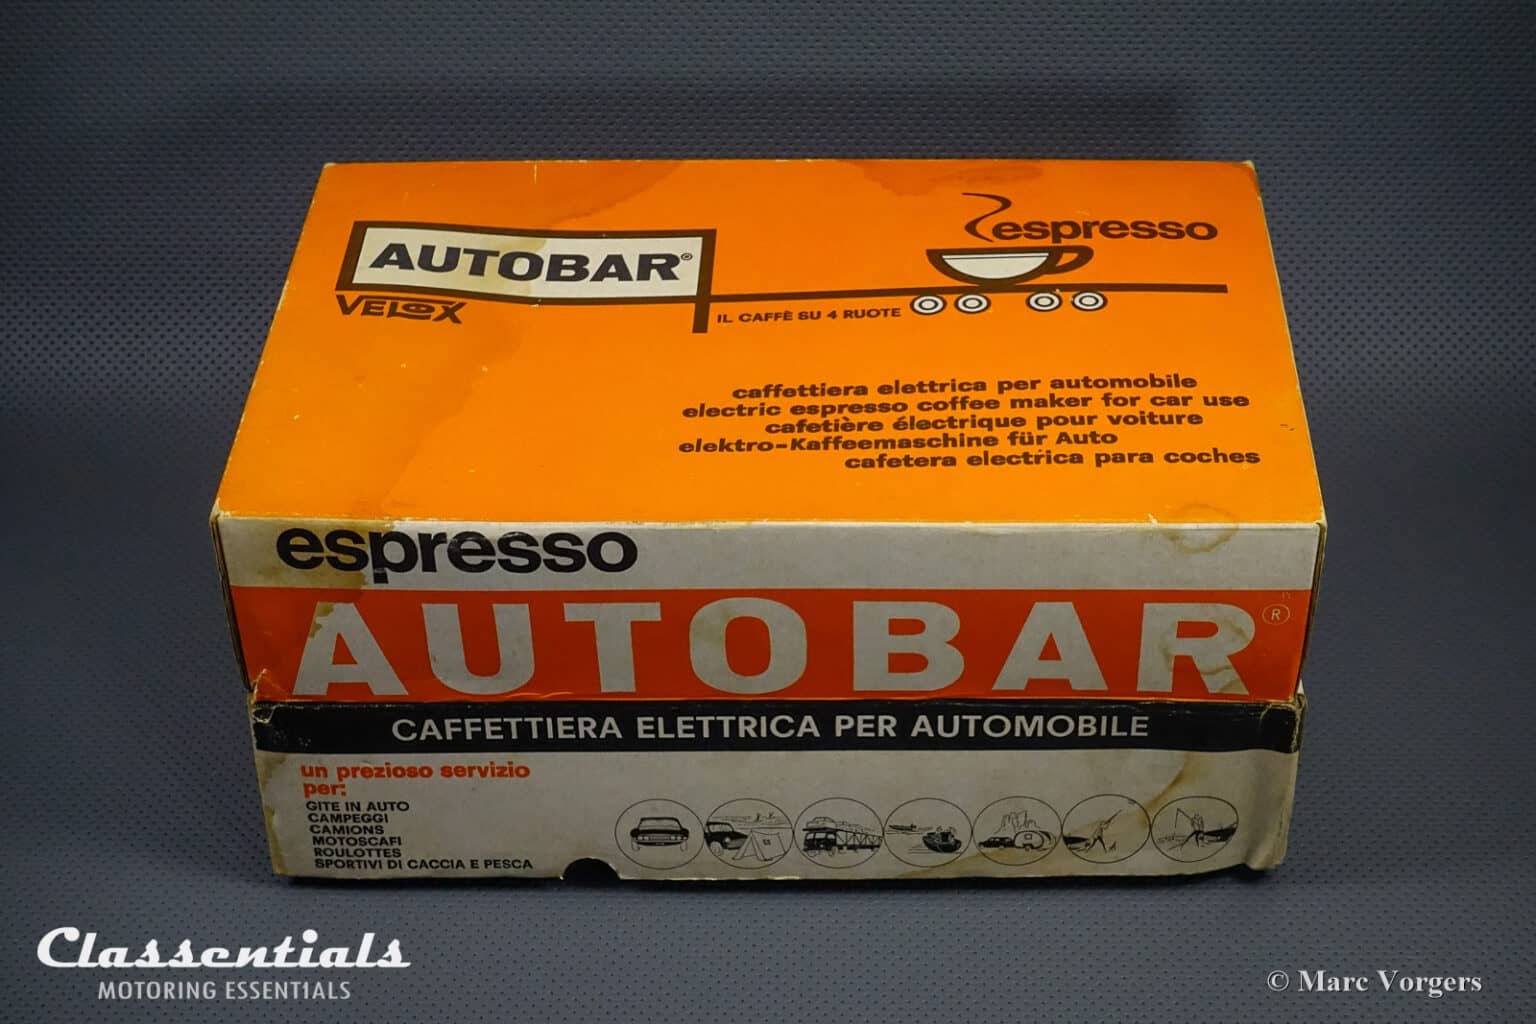 AUTOBAR®
VELOX
espresso
IL CAFFÈ SU 4 RUOTE
caffettiera elettrica per automobile
electric espresso coffee maker for car use
cafetière électrique pour voiture
elektro-Kaffeemaschine für Auto
cafetera electrica para coches
espresso
AUTOBAR®
CAFFETTIERA ELETTRICA PER AUTOMOBILE
un prezioso servizio
per:
GITE IN AUTO
CAMPEGGI
CAMIONS
MOTOSCAFI
ROULOTTES
SPORTIVI DI CACCIA E PESCA
Classentials
MOTORING ESSENTIALS
© Marc Vorgers